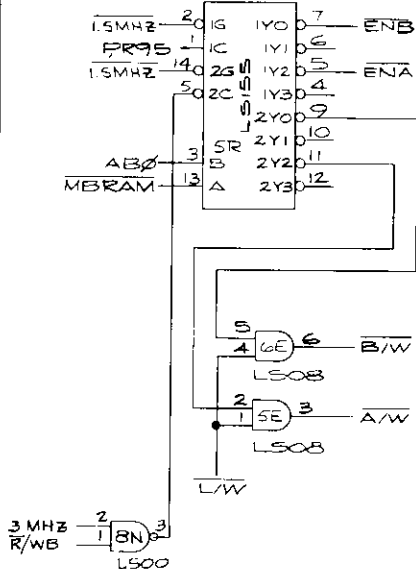 1.5MHZ 2 1G 1Y0 7 ENB
PR95 1 1C 1Y1 6
1.5MHZ 14 2G 1Y2 5 ENA
5 2C 1Y3 4
LS155
2Y0 9
5R 2Y1 10
ABØ 3 B 2Y2 11
MBRAM 13 A 2Y3 12
5
4 6E 6 B/W
LS08
2
1 5E 3 A/W
LS08
L/W
3 MHZ 2
R/WB 1 8N 3
LS00